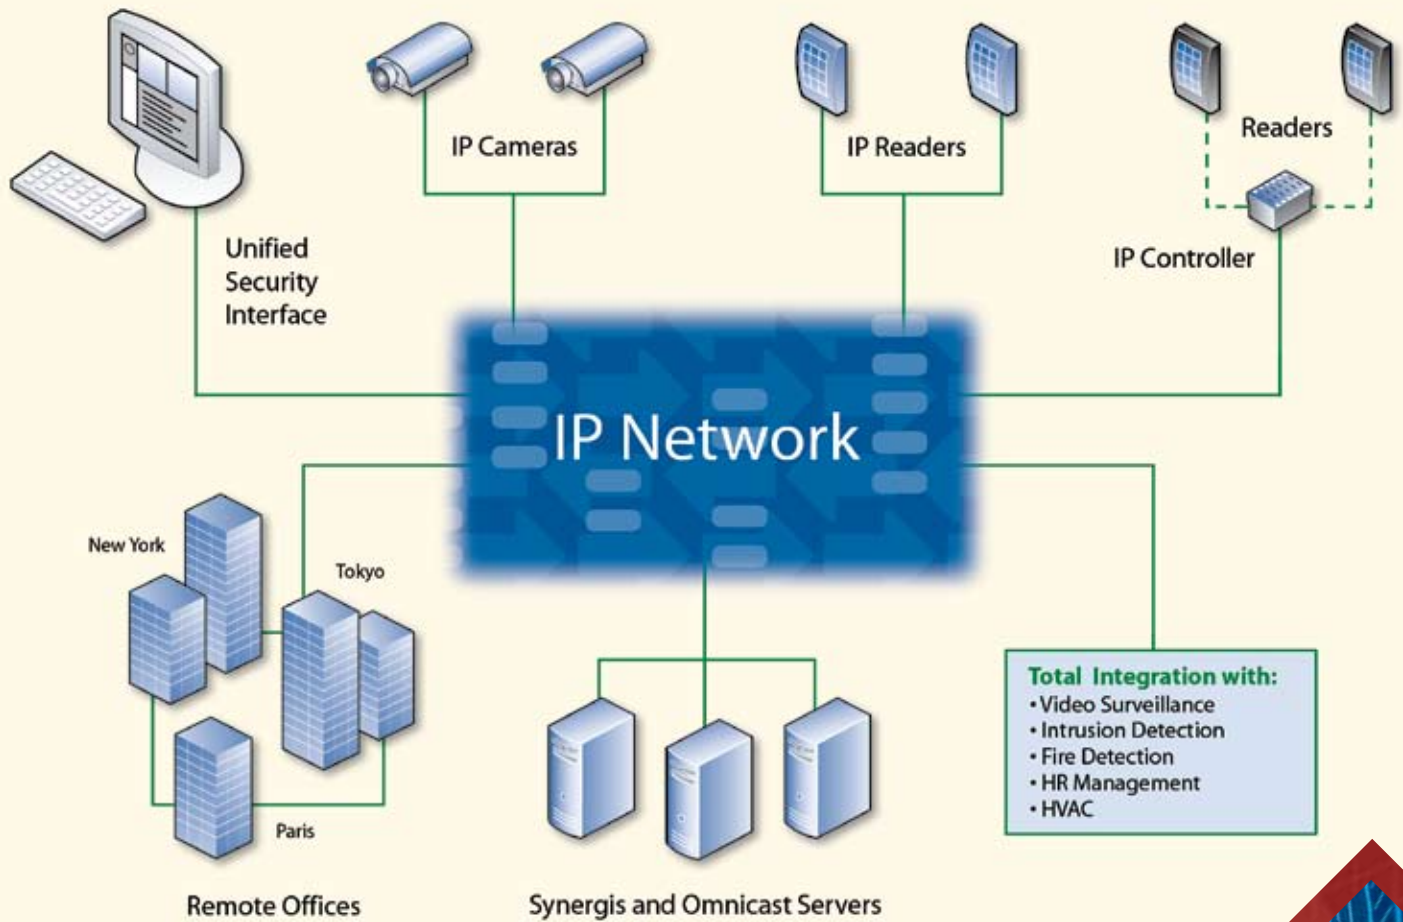 IP Cameras
IP Readers
Readers
Unified
Security
Interface
IP Controller
IP Network
New York
Tokyo
Paris
Remote Offices
Synergis and Omnicast Servers
Total Integration with:
• Video Surveillance
• Intrusion Detection
• Fire Detection
• HR Management
• HVAC